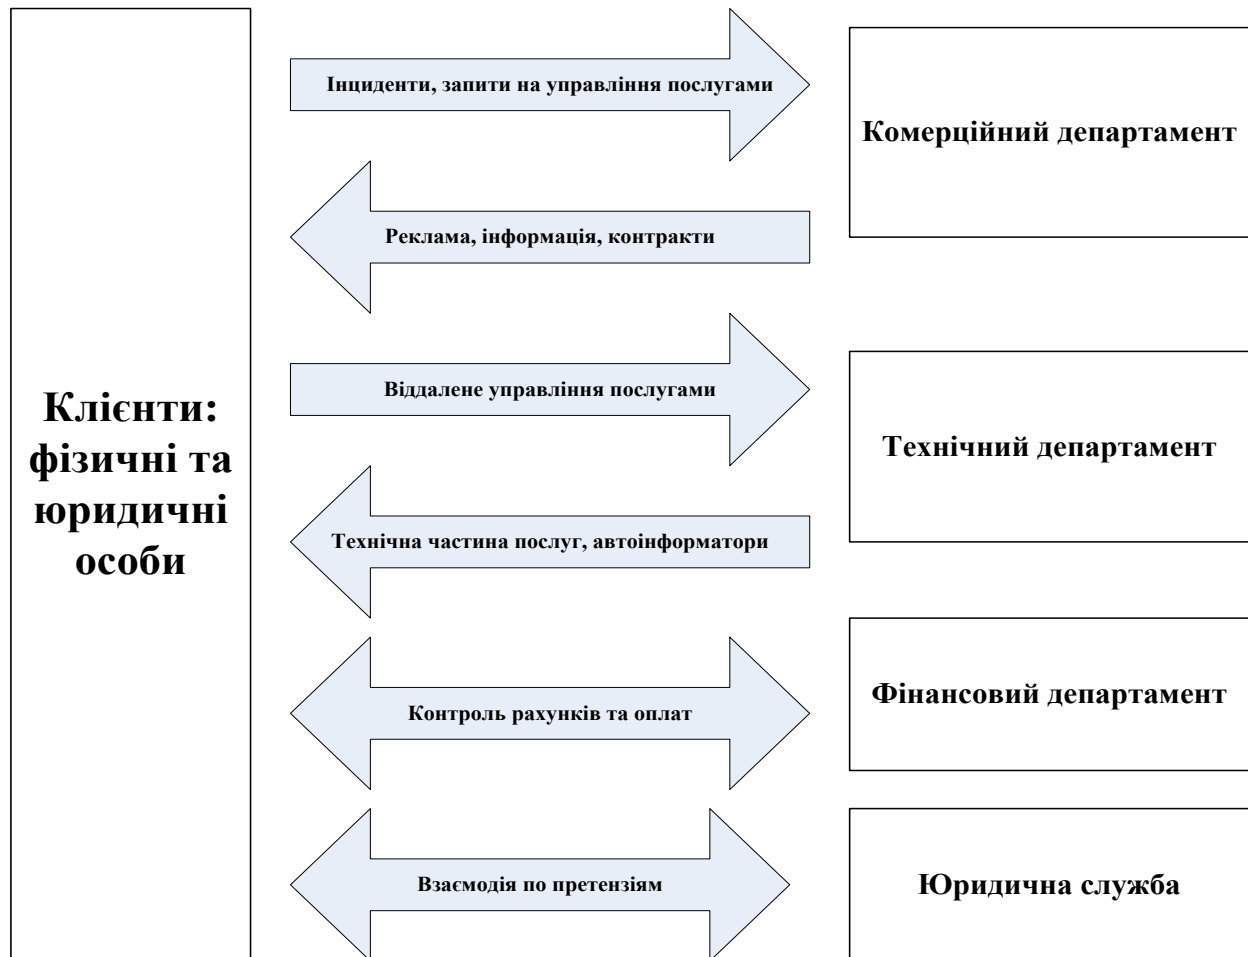 Інциденти, запити на управління послугами
Комерційний департамент
Реклама, інформація, контракти
Клієнти:
фізичні та
юридичні
особи
Віддалене управління послугами
Технічний департамент
Технічна частина послуг, автоінформатори
Фінансовий департамент
Контроль рахунків та оплат
Взаємодія по претензіям
Юридична служба